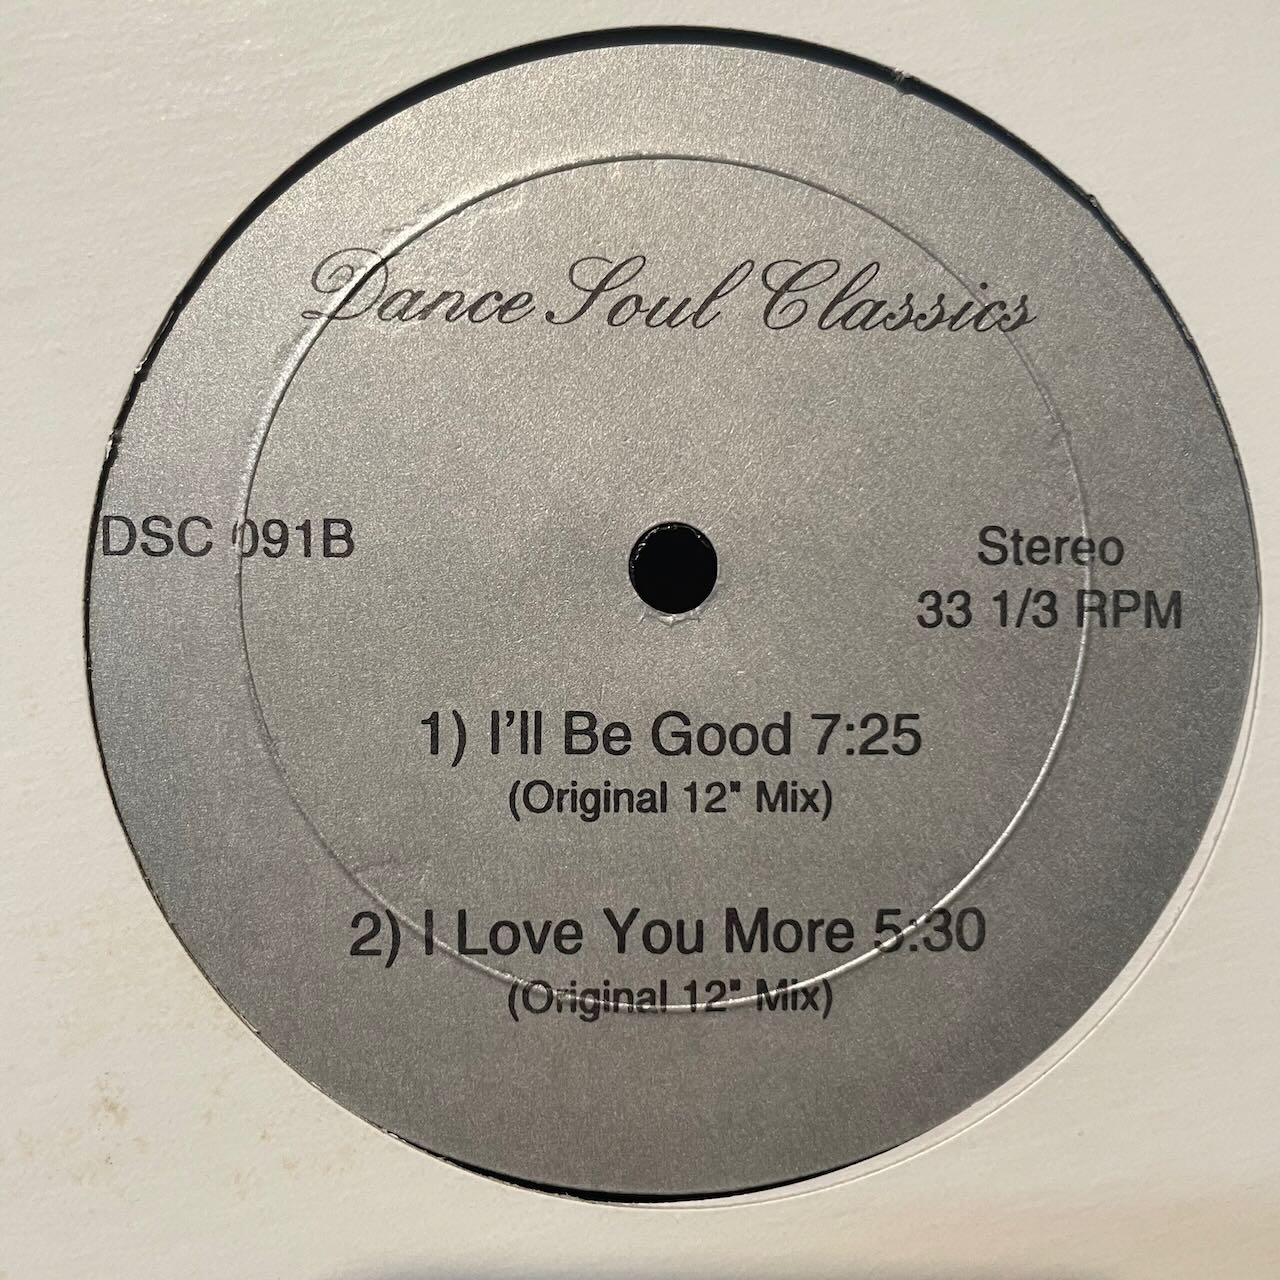 Dance Soul Classics
DSC 091B
Stereo
33 1/3 RPM
1) I'll Be Good 7:25
(Original 12" Mix)
2) I Love You More 5:30
(Original 12" Mix)